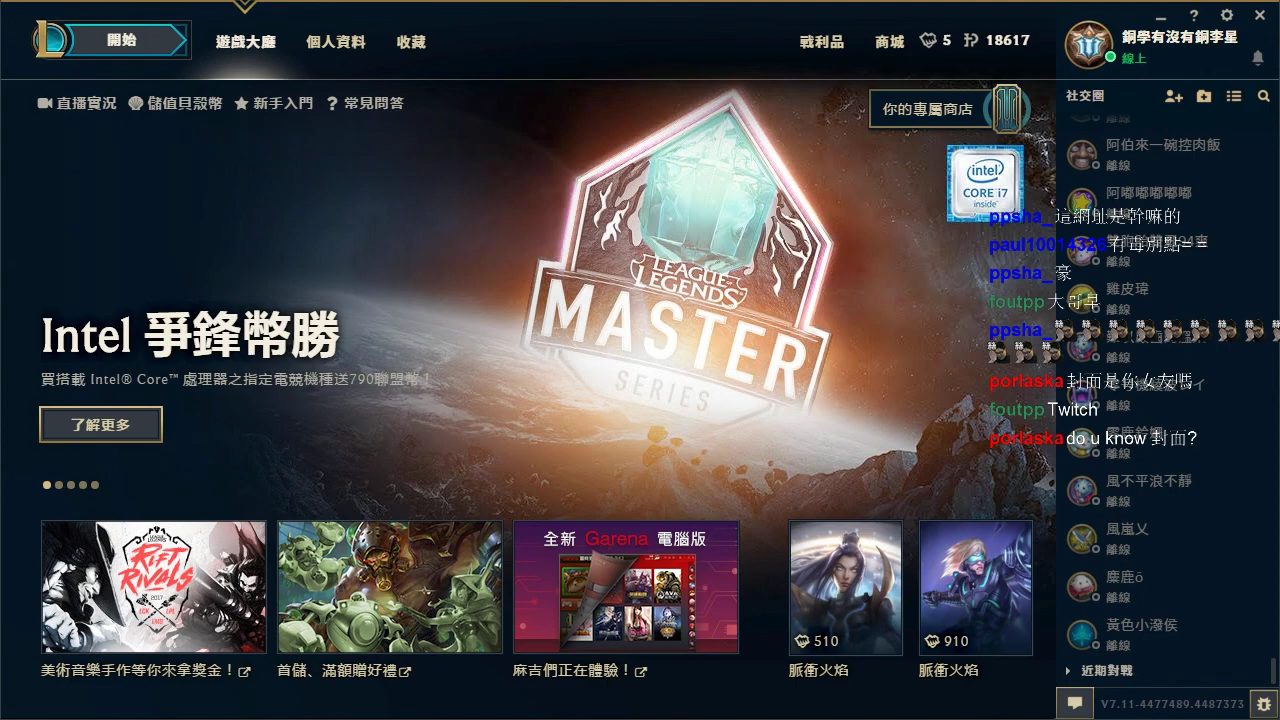 開始
遊戲大廳
個人資料
收藏
戰利品
商城
5
18617
銅學有沒有銅李星
線上
直播實況
儲值貝殼幣
新手入門
? 常見問答
你的專屬商店
社交圈
離線
阿伯來一碗控肉飯
離線
阿嘟嘟嘟嘟嘟
intel
CORE i7
inside
ppsha_ 這網址是幹嘛的
paul10014326 有毒別點= =
離線
ppsha_ 豪
雞皮瑋
foutpp 大哥早
離線
ppsha_
離線
porlaska 封面是你女友嗎
離線
foutpp Twitch
porlaska do u know 封面?
離線
LEAGUE
of
LEGENDS
MASTER
SERIES
Intel 爭鋒幣勝
買搭載 Intel® Core™ 處理器之指定電競機種送790聯盟幣！
了解更多
風不平浪不靜
離線
風嵐乂
離線
麋鹿ō
離線
黃色小潑侯
離線
RIFT
RIVALS
2017
全新 Garena 電腦版
510
910
美術音樂手作等你來拿獎金！
首儲、滿額贈好禮
麻吉們正在體驗！
脈衝火焰
脈衝火焰
近期對戰
V7.11-4477489.4487373